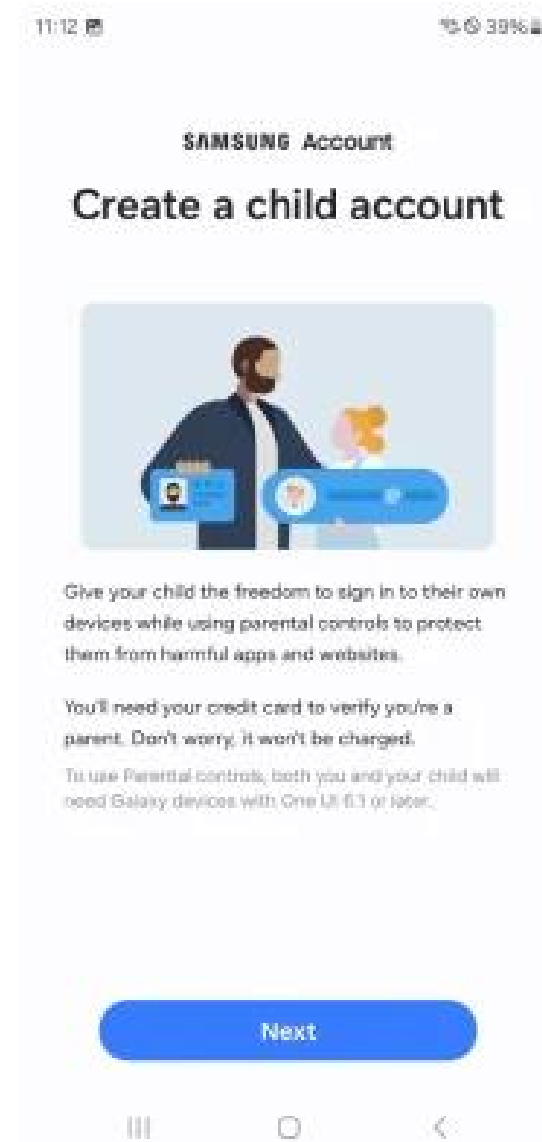 11:12
39%
SAMSUNG Account
Create a child account
Give your child the freedom to sign in to their own
devices while using parental controls to protect
them from harmful apps and websites.
You'll need your credit card to verify you're a
parent. Don't worry, it won't be charged.
To use Parental controls, both you and your child will
need Galaxy devices with One UI 6.1 or later.
Next